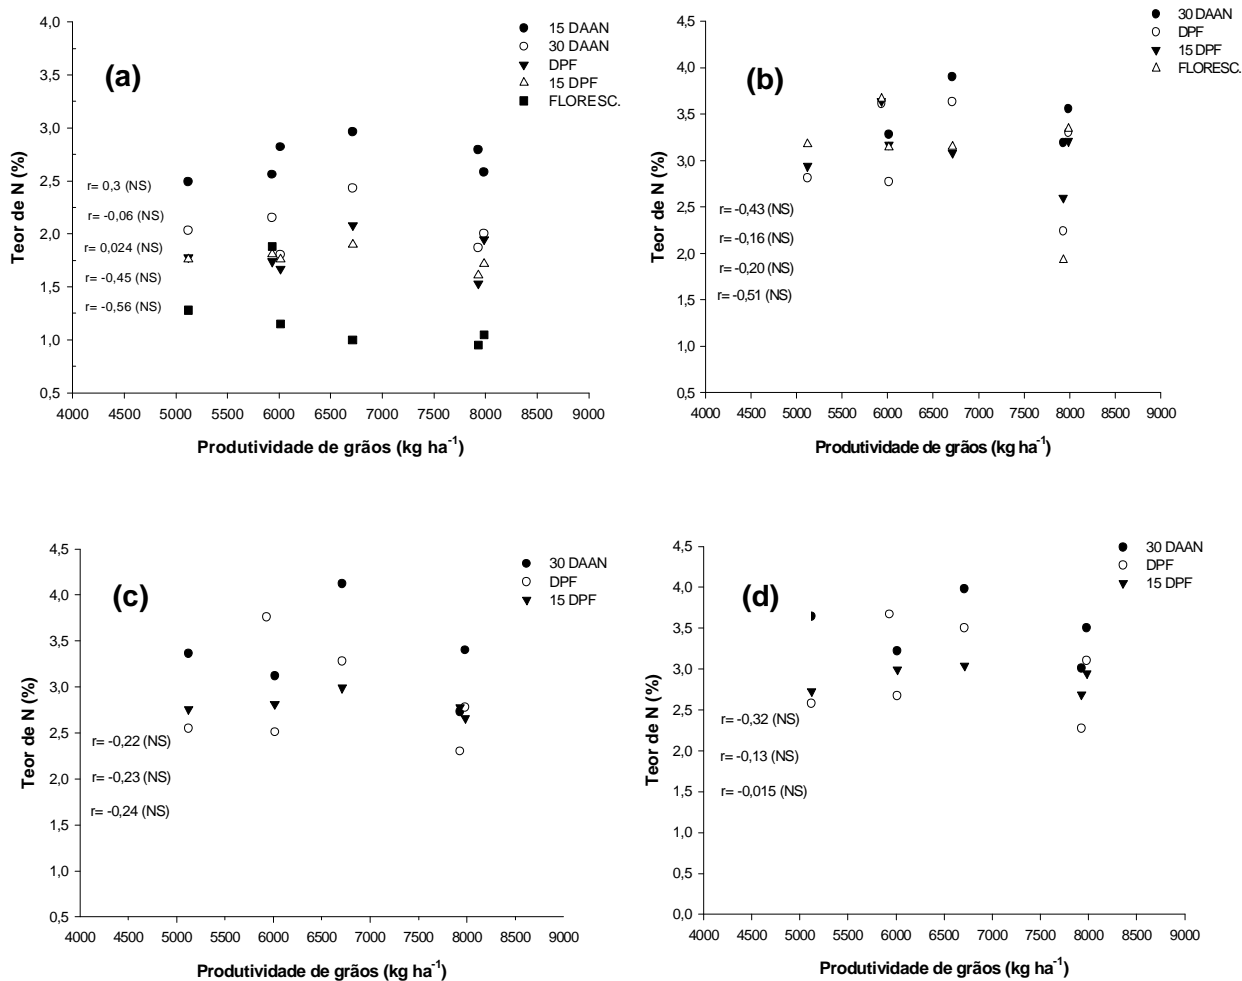 (a)
15 DAAN
30 DAAN
DPF
15 DPF
FLORESC.
4,0
3,5
3,0
2,5
2,0
1,5
1,0
0,5
Teor de N (%)
r= 0,3 (NS)
r= -0,06 (NS)
r= 0,024 (NS)
r= -0,45 (NS)
r= -0,56 (NS)
4000 4500 5000 5500 6000 6500 7000 7500 8000 8500 9000
Produtividade de grãos (kg ha-1)
(b)
30 DAAN
DPF
15 DPF
FLORESC.
4,5
4,0
3,5
3,0
2,5
2,0
1,5
1,0
0,5
Teor de N (%)
r= -0,43 (NS)
r= -0,16 (NS)
r= -0,20 (NS)
r= -0,51 (NS)
4000 4500 5000 5500 6000 6500 7000 7500 8000 8500 9000
Produtividade de grãos (kg ha-1)
(c)
30 DAAN
DPF
15 DPF
4,5
4,0
3,5
3,0
2,5
2,0
1,5
1,0
0,5
Teor de N (%)
r= -0,22 (NS)
r= -0,23 (NS)
r= -0,24 (NS)
4000 4500 5000 5500 6000 6500 7000 7500 8000 8500 9000
Produtividade de grãos (kg ha-1)
(d)
30 DAAN
DPF
15 DPF
4,5
4,0
3,5
3,0
2,5
2,0
1,5
1,0
0,0
Teor de N (%)
r= -0,32 (NS)
r= -0,13 (NS)
r= -0,015 (NS)
4000 4500 5000 5500 6000 6500 7000 7500 8000 8500 9000
Produtividade de grãos (kg ha-1)